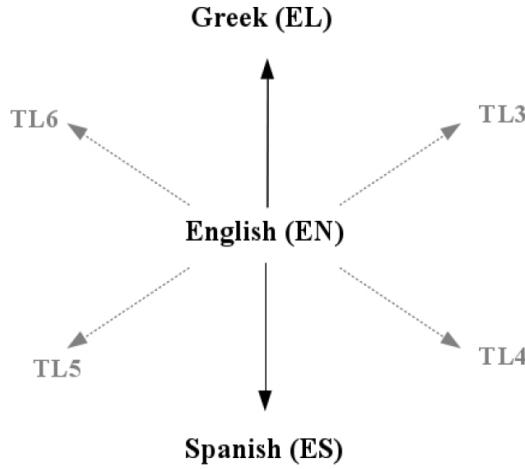 Greek (EL)
TL6
TL3
English (EN)
TL5
TL4
Spanish (ES)